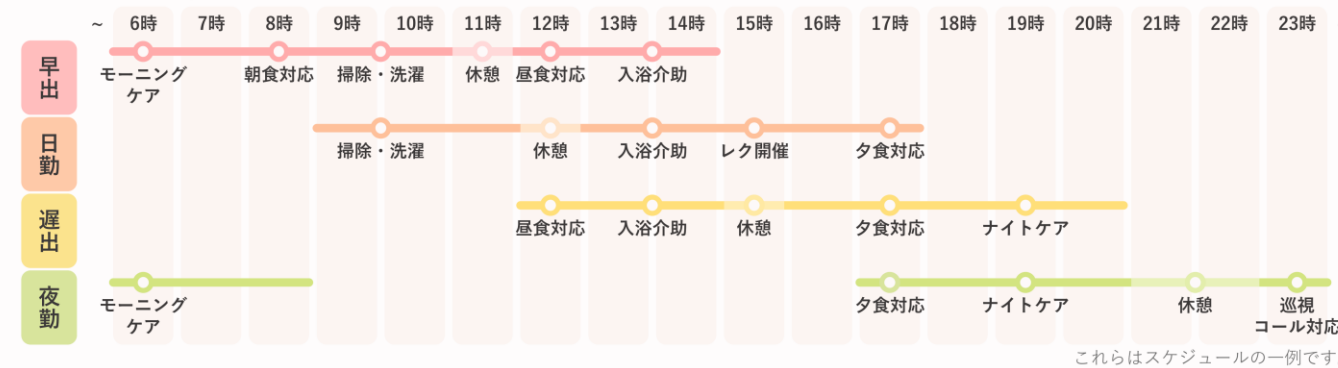 ~ 6時 7時 8時 9時 10時 11時 12時 13時 14時 15時 16時 17時 18時 19時 20時 21時 22時 23時
早出
モーニング
ケア
朝食対応
掃除・洗濯
休憩
昼食対応
入浴介助
日勤
掃除・洗濯
休憩
入浴介助
レク開催
夕食対応
遅出
昼食対応
入浴介助
休憩
夕食対応
ナイトケア
夜勤
モーニング
ケア
夕食対応
ナイトケア
休憩
巡視
コール対応
これらはスケジュールの一例です